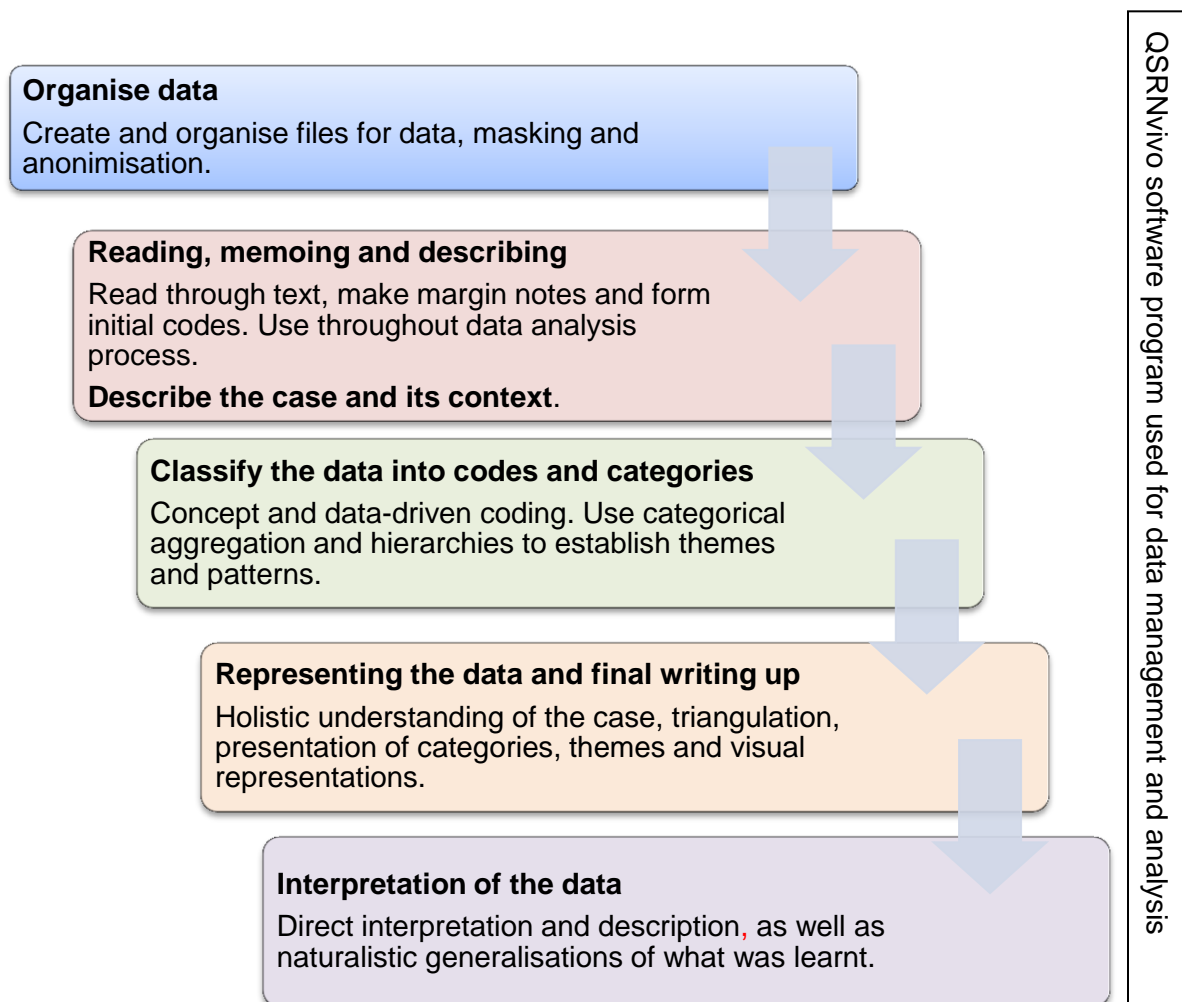 Organise data
Create and organise files for data, masking and
anonimisation.
Reading, memoing and describing
Read through text, make margin notes and form
initial codes. Use throughout data analysis
process.
Describe the case and its context.
Classify the data into codes and categories
Concept and data-driven coding. Use categorical
aggregation and hierarchies to establish themes
and patterns.
Representing the data and final writing up
Holistic understanding of the case, triangulation,
presentation of categories, themes and visual
representations.
Interpretation of the data
Direct interpretation and description, as well as
naturalistic generalisations of what was learnt.
QSRNvivo software program used for data management and analysis